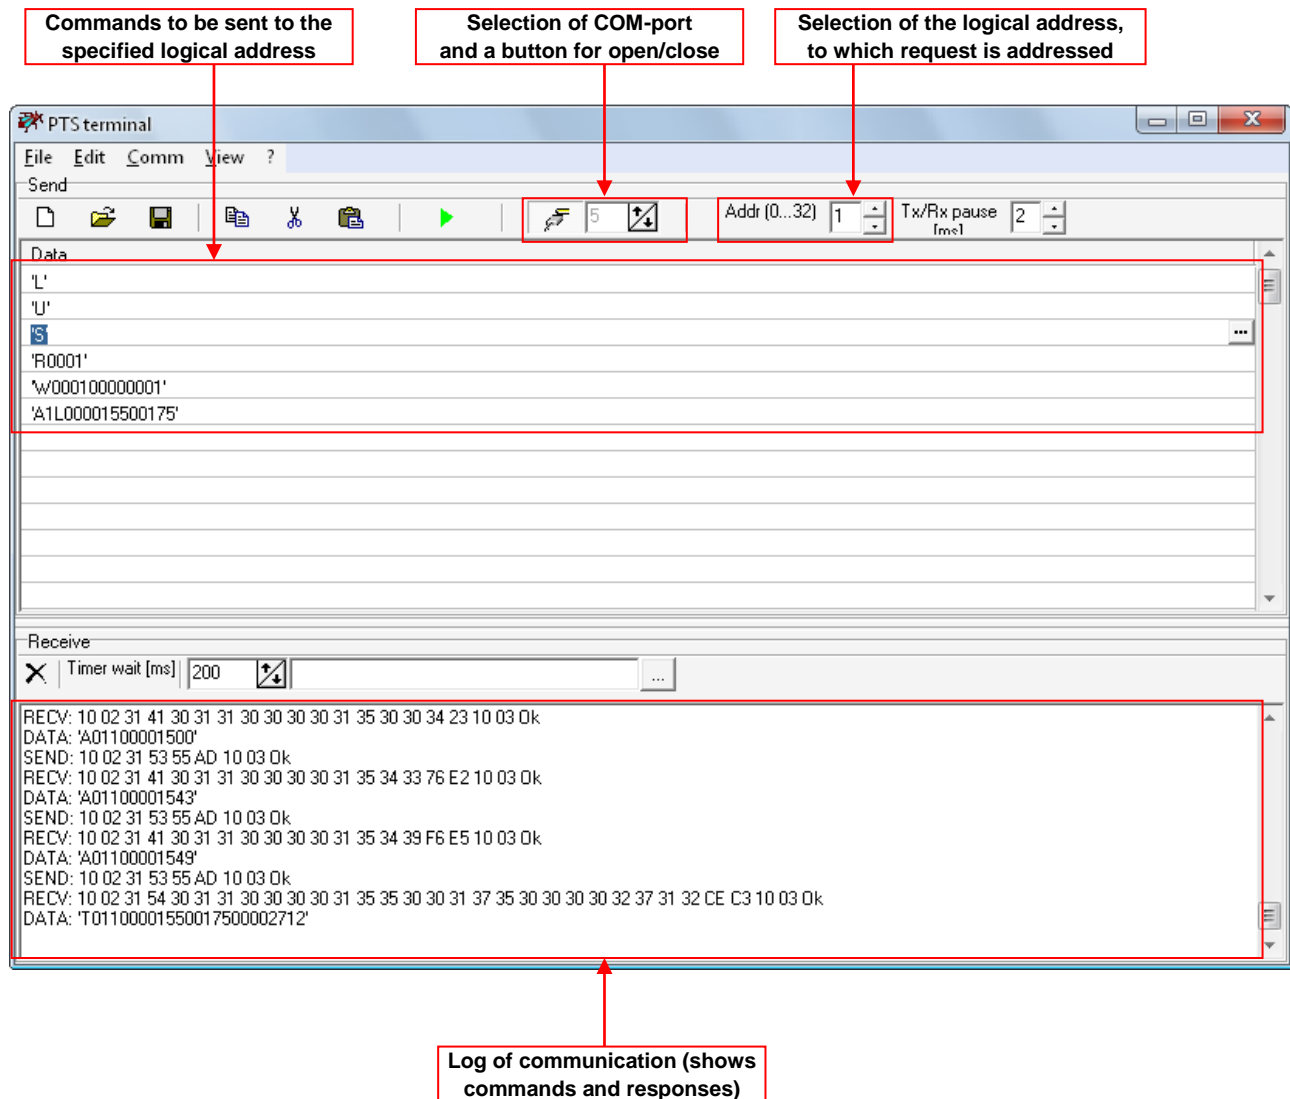 Commands to be sent to the
specified logical address
Selection of COM-port
and a button for open/close
Selection of the logical address,
to which request is addressed
PTS terminal
File Edit Comm View ?
Send
5 Addr (0...32) 1 Tx/Rx pause 2
[ms]
Data
'L'
'U'
'S'
'R0001'
'W000100000001'
'A1L000015500175'
Receive
Timer wait [ms] 200 ...
RECV: 10 02 31 41 30 31 31 30 30 30 30 31 35 30 30 34 23 10 03 Ok
DATA: 'A01100001500'
SEND: 10 02 31 53 55 AD 10 03 Ok
RECV: 10 02 31 41 30 31 31 30 30 30 30 31 35 34 33 76 E2 10 03 Ok
DATA: 'A01100001543'
SEND: 10 02 31 53 55 AD 10 03 Ok
RECV: 10 02 31 41 30 31 31 30 30 30 30 31 35 34 39 F6 E5 10 03 Ok
DATA: 'A01100001549'
SEND: 10 02 31 53 55 AD 10 03 Ok
RECV: 10 02 31 54 30 31 31 30 30 30 30 31 35 35 30 30 31 37 35 30 30 30 30 32 37 31 32 CE C3 10 03 Ok
DATA: 'T01100001550017500002712'
Log of communication (shows
commands and responses)